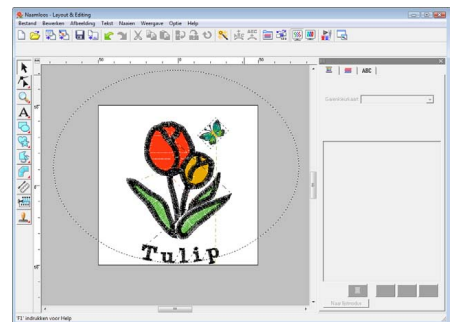 Naamloos - Layout & Editing
Bestand Bewerken Afbeelding Tekst Naaien Weergave Optie Help
ABC
Tulip
'F1' indrukken voor Help